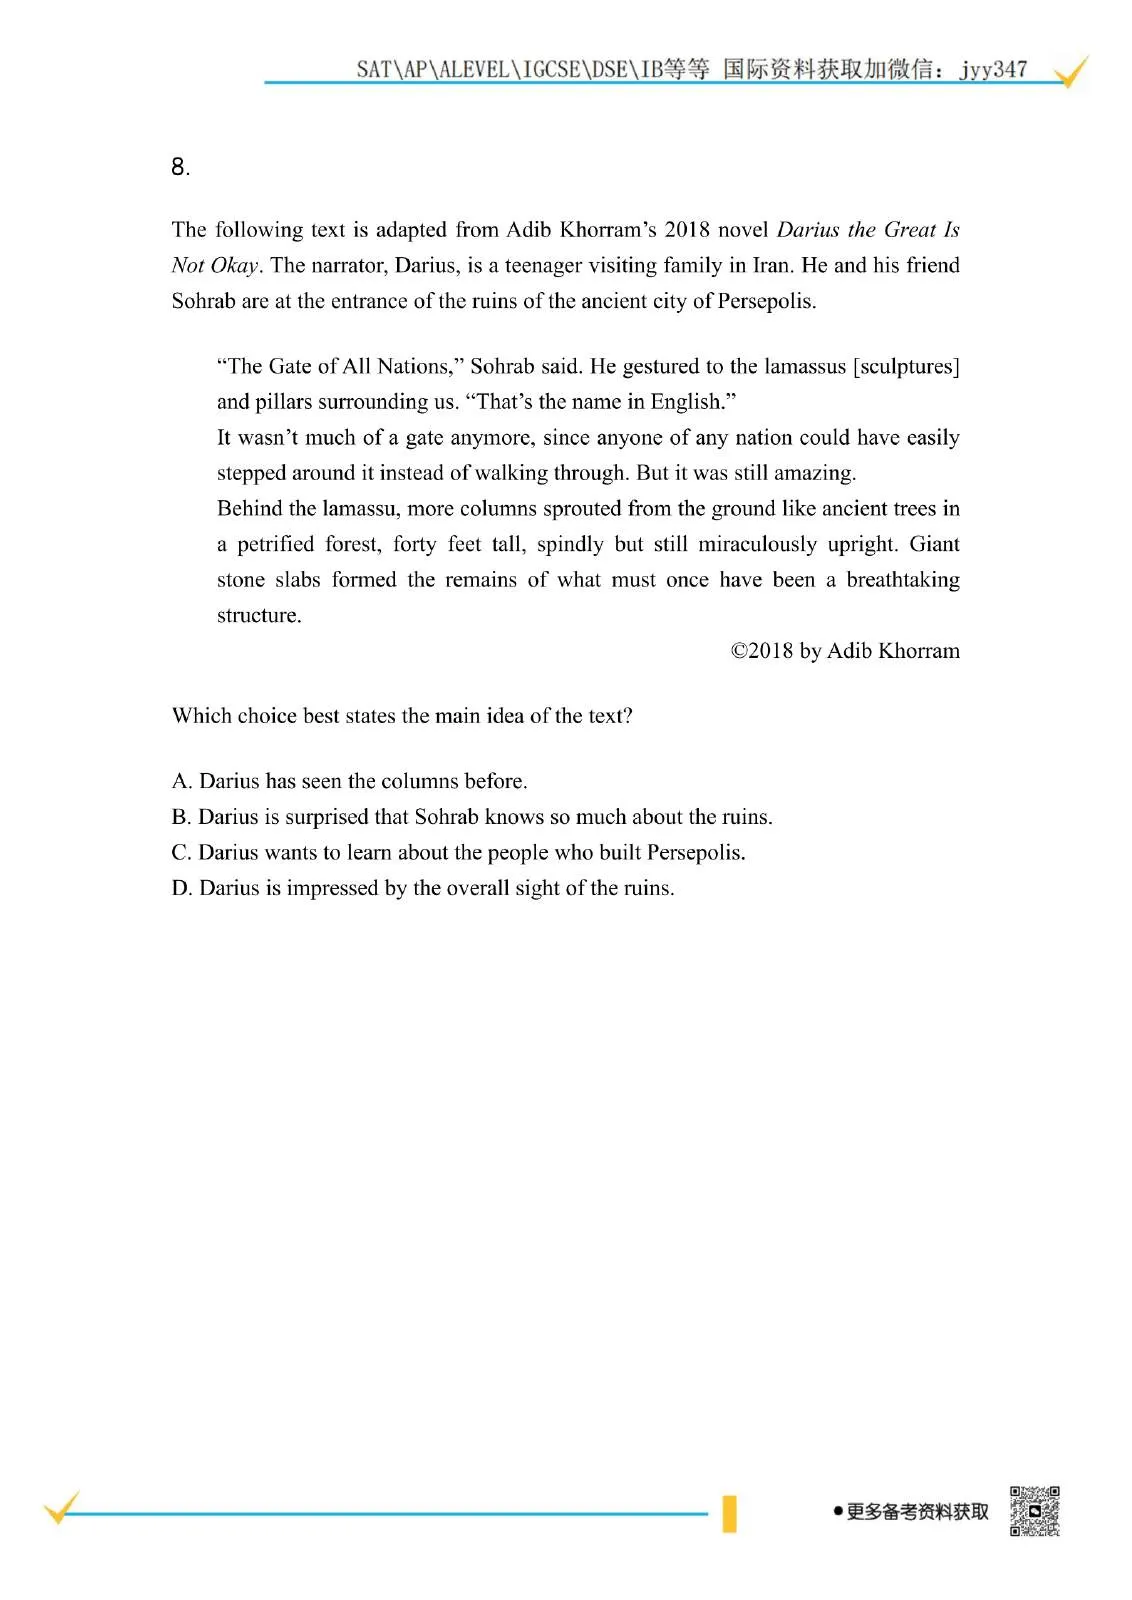 SAT\AP\ALEVEL\IGCSE\DSE\IB等等 国际资料获取加微信：jyy347
8.
The following text is adapted from Adib Khorram’s 2018 novel Darius the Great Is
Not Okay. The narrator, Darius, is a teenager visiting family in Iran. He and his friend
Sohrab are at the entrance of the ruins of the ancient city of Persepolis.
“The Gate of All Nations,” Sohrab said. He gestured to the lamassus [sculptures]
and pillars surrounding us. “That’s the name in English.”
It wasn’t much of a gate anymore, since anyone of any nation could have easily
stepped around it instead of walking through. But it was still amazing.
Behind the lamassu, more columns sprouted from the ground like ancient trees in
a petrified forest, forty feet tall, spindly but still miraculously upright. Giant
stone slabs formed the remains of what must once have been a breathtaking
structure.
©2018 by Adib Khorram
Which choice best states the main idea of the text?
A. Darius has seen the columns before.
B. Darius is surprised that Sohrab knows so much about the ruins.
C. Darius wants to learn about the people who built Persepolis.
D. Darius is impressed by the overall sight of the ruins.
●更多备考资料获取